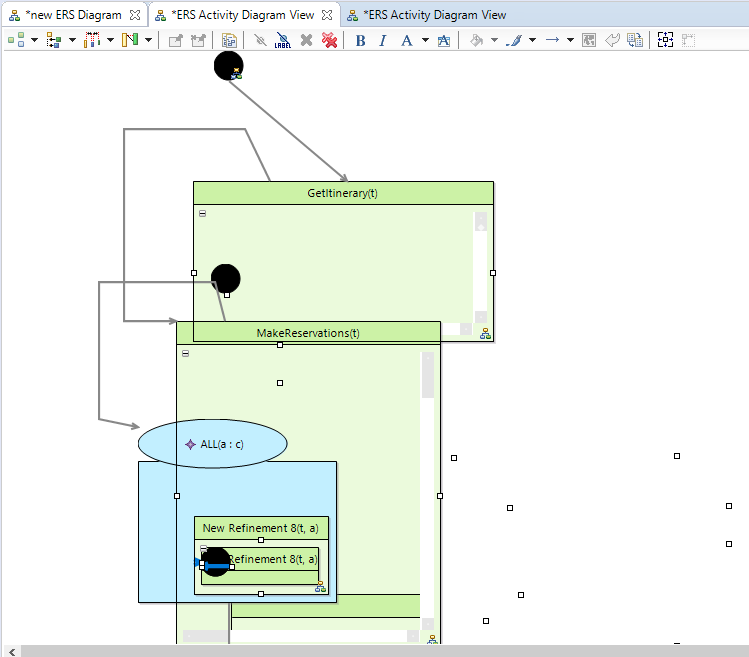 *new ERS Diagram
*ERS Activity Diagram View
*ERS Activity Diagram View
LABEL
B I A A
GetItinerary(t)
MakeReservations(t)
ALL(a : c)
New Refinement 8(t, a)
Refinement 8(t, a)